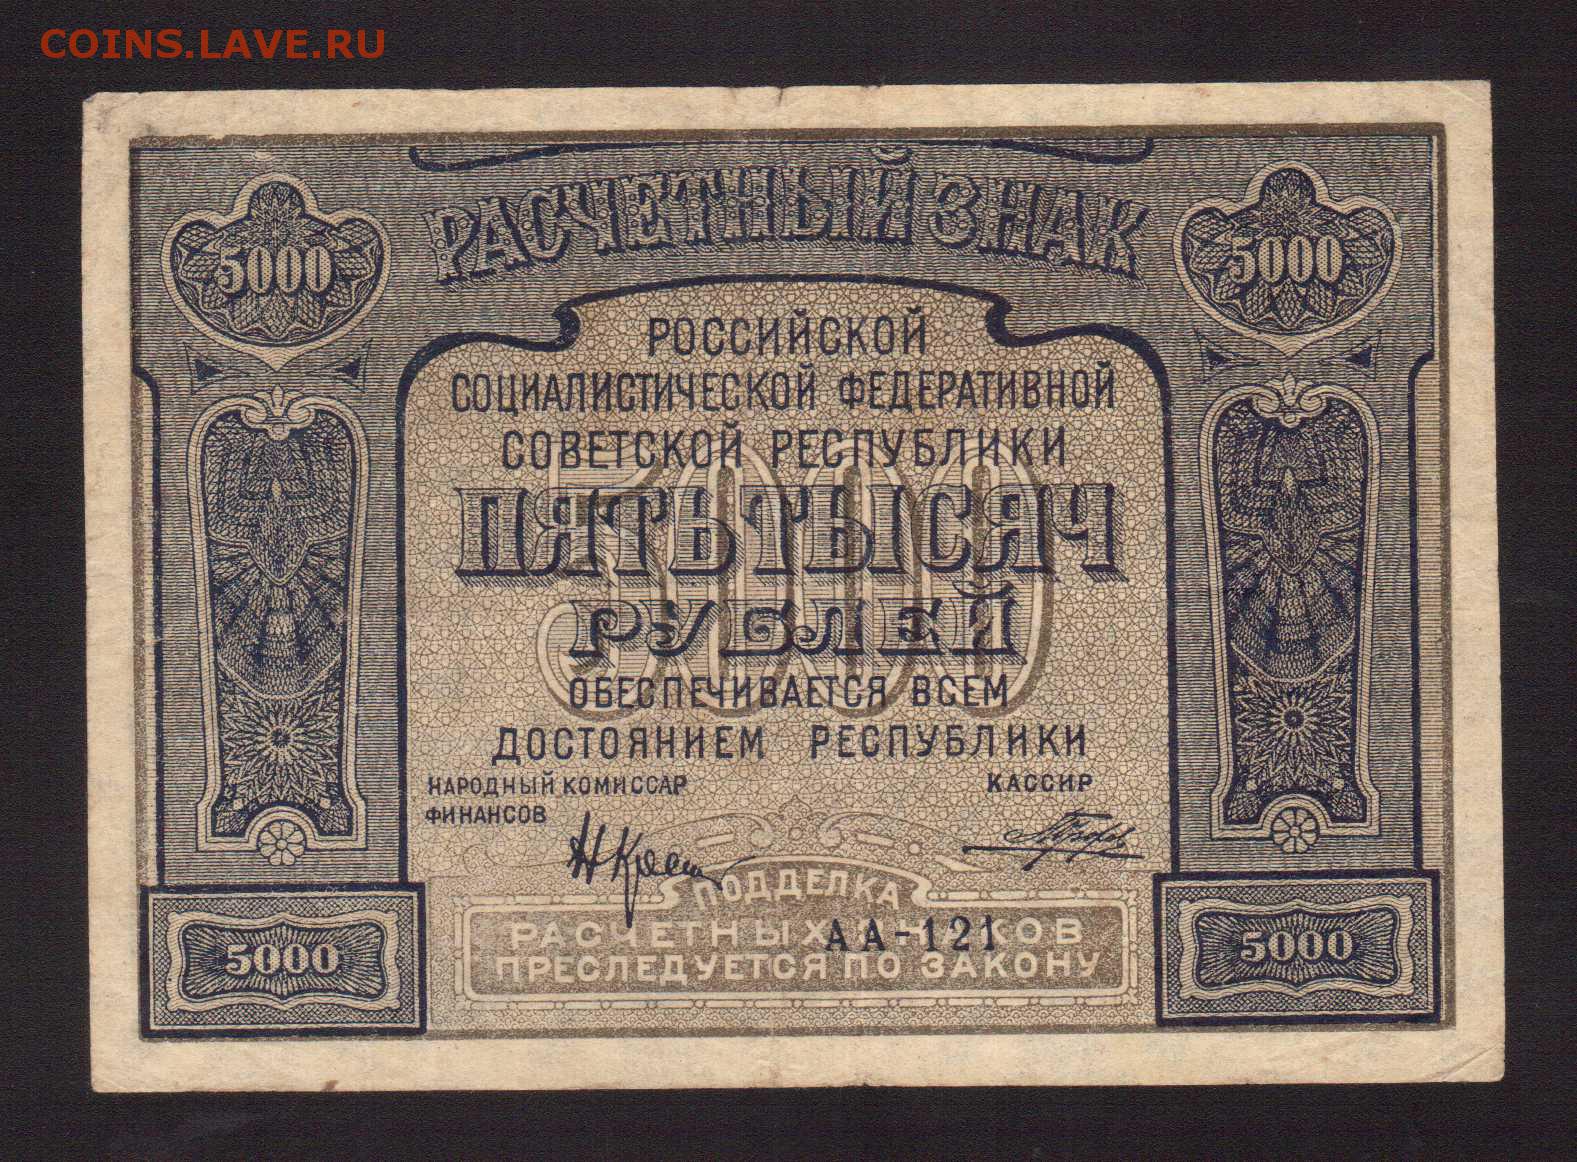 COINS.LAVE.RU
РАСЧЕТНЫЙ ЗНАК
5000
5000
РОССИЙСКОЙ
СОЦИАЛИСТИЧЕСКОЙ ФЕДЕРАТИВНОЙ
СОВЕТСКОЙ РЕСПУБЛИКИ
5000
ПЯТЬ ТЫСЯЧ
РУБЛЕЙ
ОБЕСПЕЧИВАЕТСЯ ВСЕМ
ДОСТОЯНИЕМ РЕСПУБЛИКИ
НАРОДНЫЙ КОМИССАР
ФИНАНСОВ
КАССИР
ПОДДЕЛКА
РАСЧЕТНЫХ ЗНАКОВ
АА-121
ПРЕСЛЕДУЕТСЯ ПО ЗАКОНУ
5000
5000